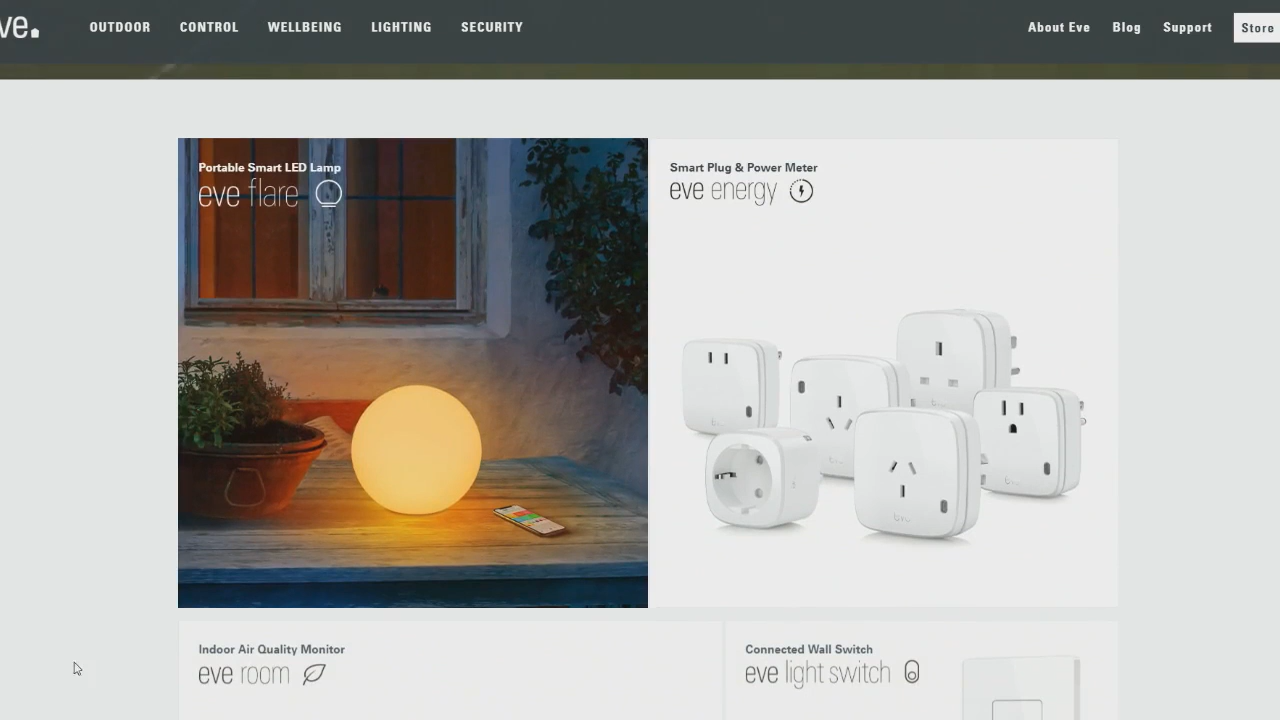 ve.
OUTDOOR CONTROL WELLBEING LIGHTING SECURITY About Eve Blog Support Store
Portable Smart LED Lamp
eve flare
Smart Plug & Power Meter
eve energy
Indoor Air Quality Monitor
eve room
Connected Wall Switch
eve light switch